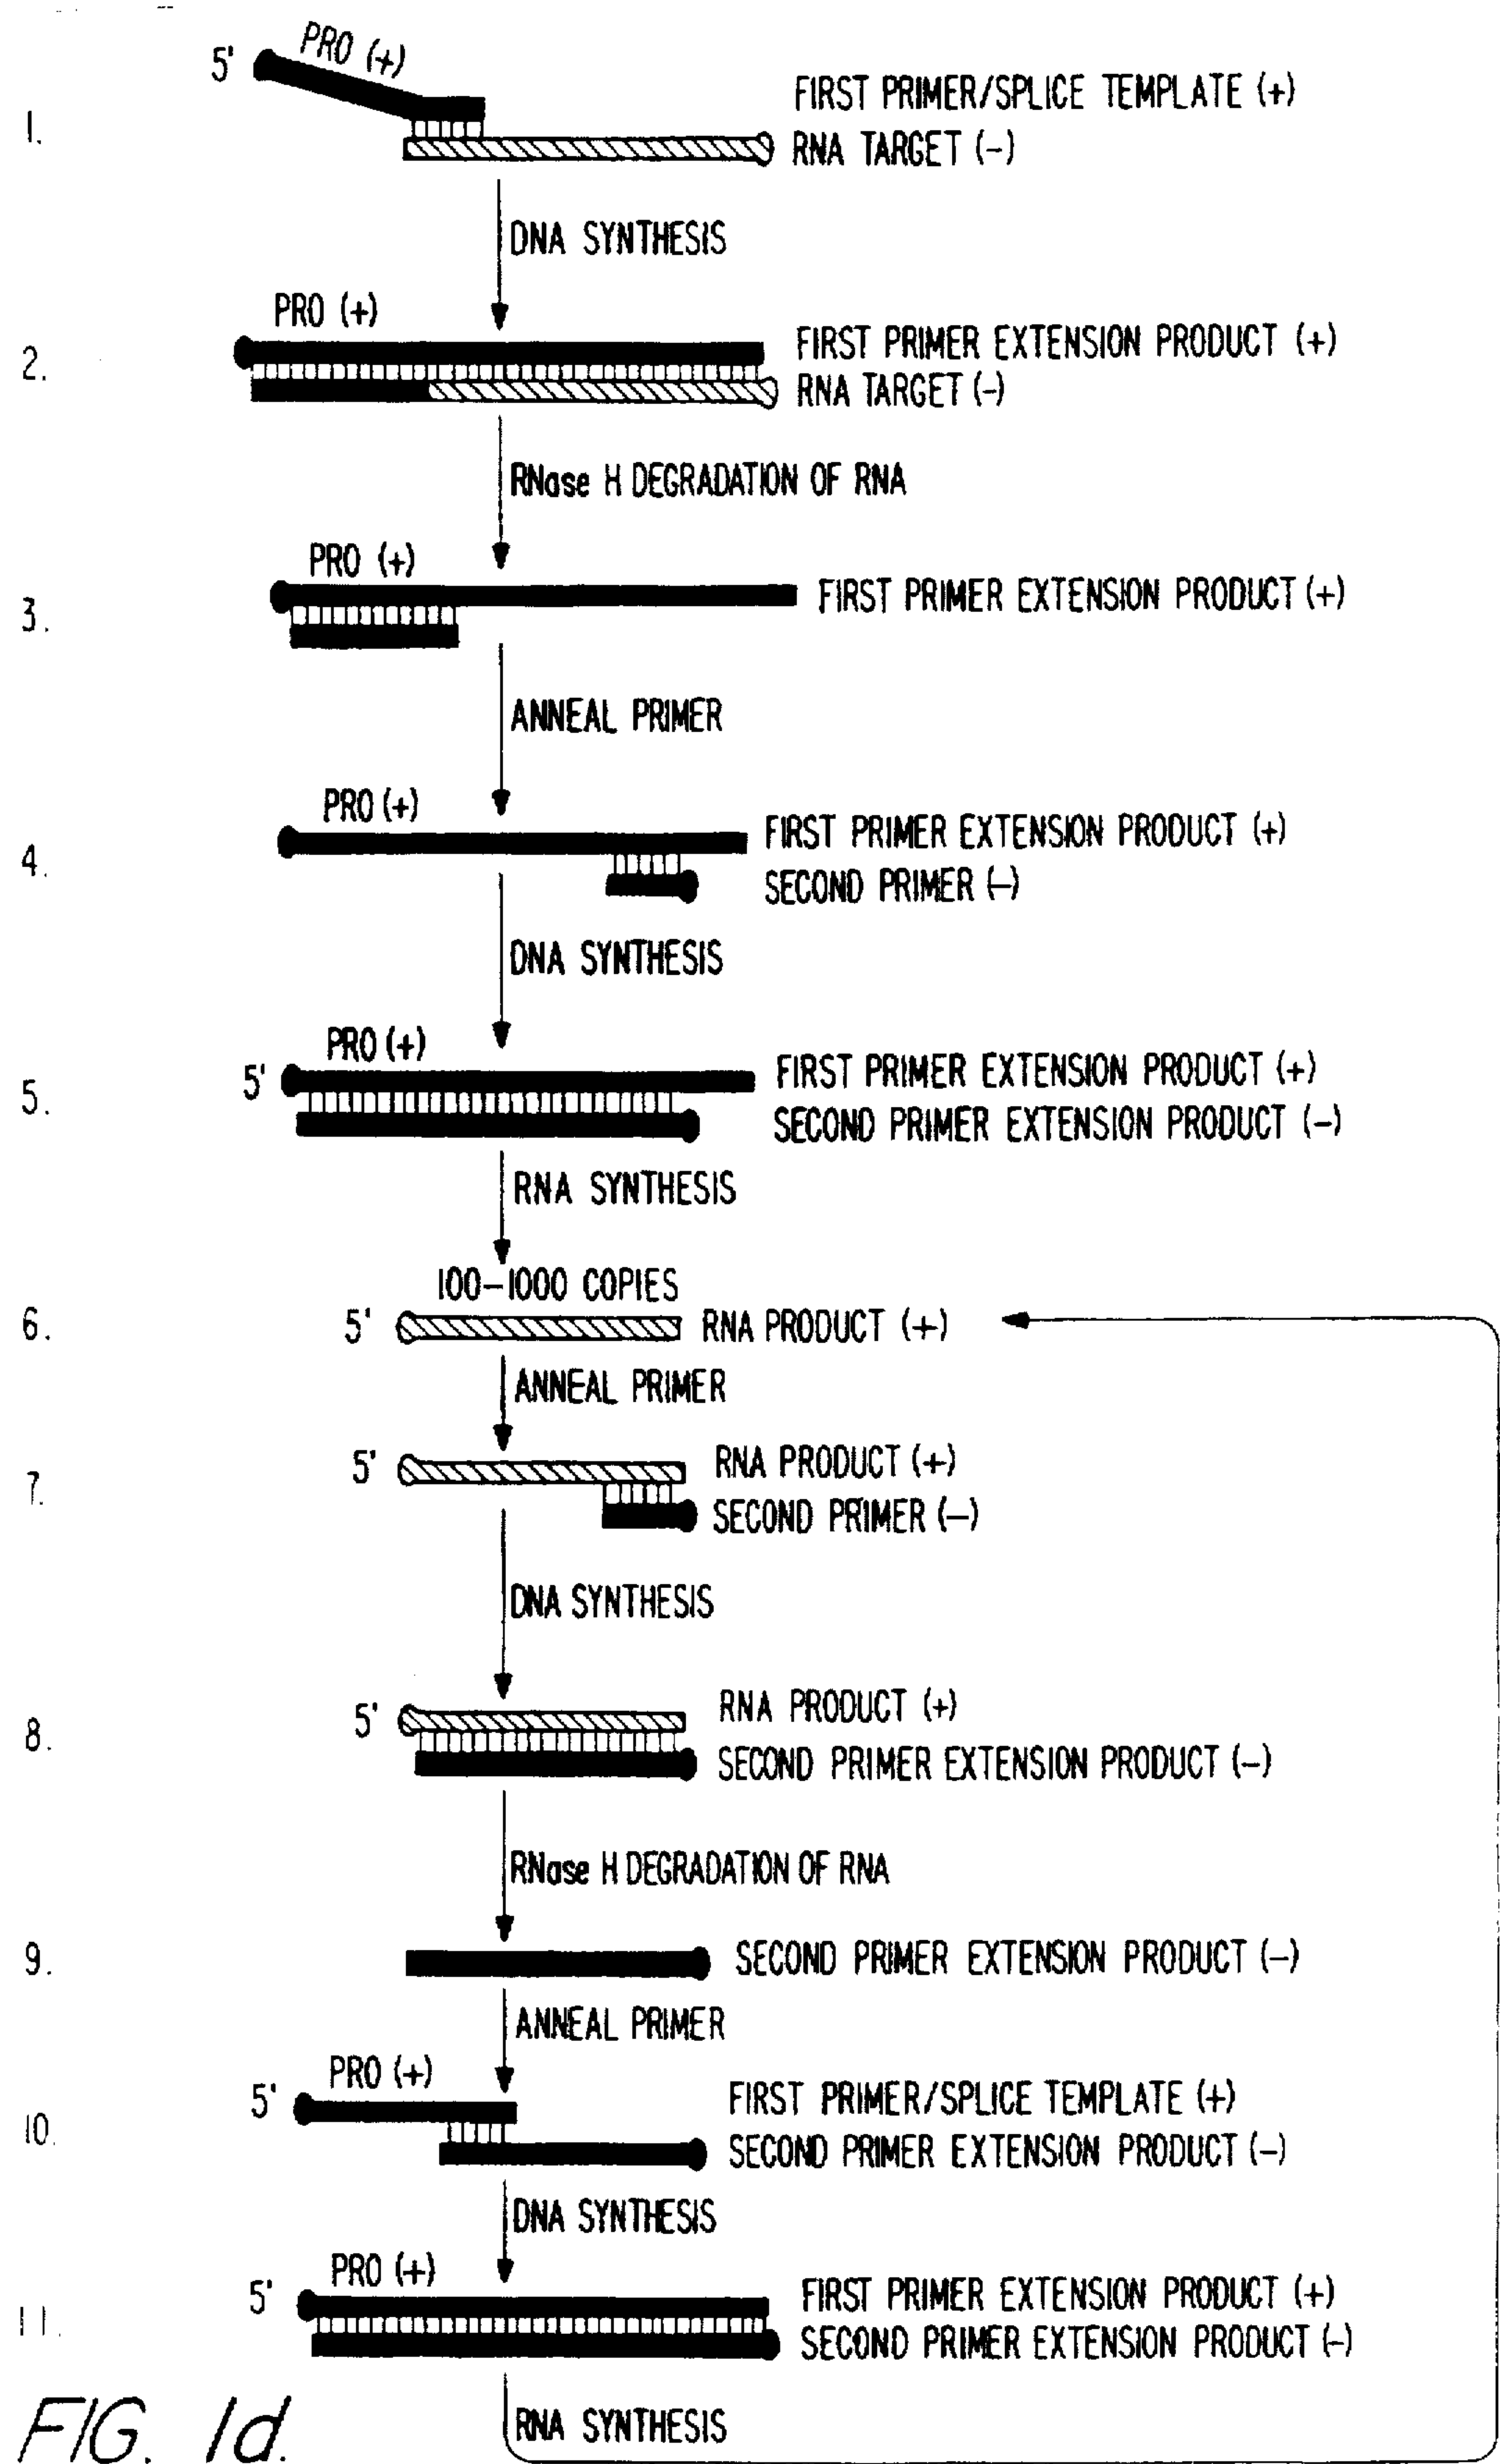 5' PRO (+)
1.
FIRST PRIMER/SPLICE TEMPLATE (+)
RNA TARGET (−)
DNA SYNTHESIS
PRO (+)
2.
FIRST PRIMER EXTENSION PRODUCT (+)
RNA TARGET (−)
RNase H DEGRADATION OF RNA
PRO (+)
3.
FIRST PRIMER EXTENSION PRODUCT (+)
ANNEAL PRIMER
PRO (+)
4.
FIRST PRIMER EXTENSION PRODUCT (+)
SECOND PRIMER (−)
DNA SYNTHESIS
PRO (+)
5.
5'
FIRST PRIMER EXTENSION PRODUCT (+)
SECOND PRIMER EXTENSION PRODUCT (−)
RNA SYNTHESIS
100–1000 COPIES
6.
5'
RNA PRODUCT (+)
ANNEAL PRIMER
7.
5'
RNA PRODUCT (+)
SECOND PRIMER (−)
DNA SYNTHESIS
8.
5'
RNA PRODUCT (+)
SECOND PRIMER EXTENSION PRODUCT (−)
RNase H DEGRADATION OF RNA
9.
SECOND PRIMER EXTENSION PRODUCT (−)
ANNEAL PRIMER
PRO (+)
10.
5'
FIRST PRIMER/SPLICE TEMPLATE (+)
SECOND PRIMER EXTENSION PRODUCT (−)
DNA SYNTHESIS
PRO (+)
11.
5'
FIRST PRIMER EXTENSION PRODUCT (+)
SECOND PRIMER EXTENSION PRODUCT (−)
RNA SYNTHESIS
FIG. 1d.